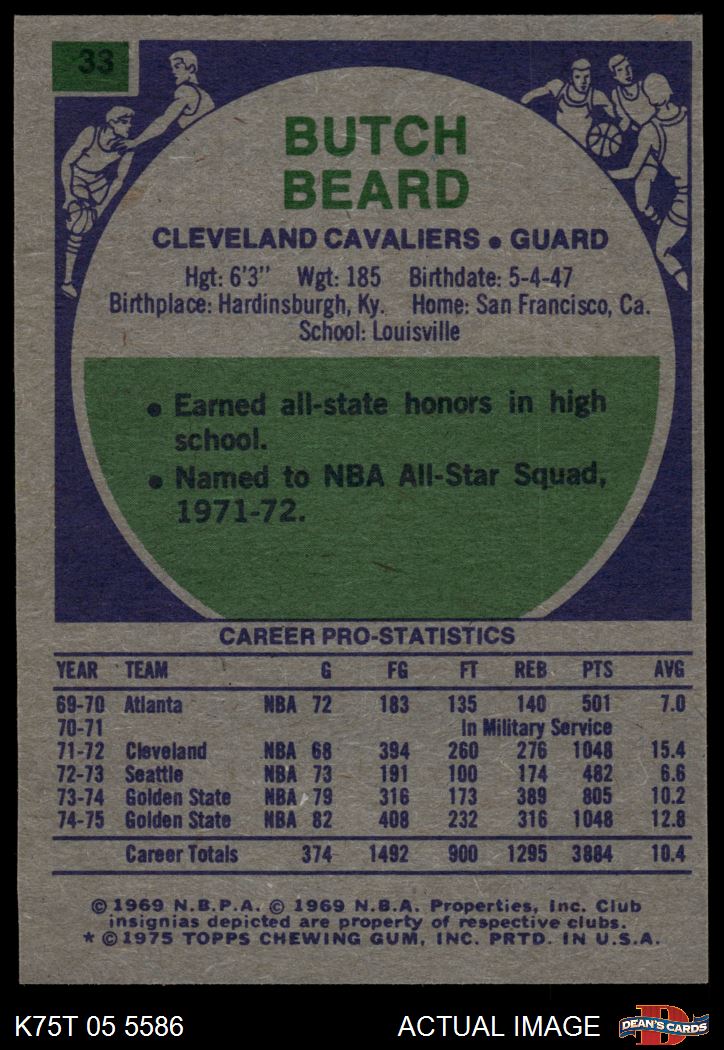 33
BUTCH
BEARD
CLEVELAND CAVALIERS • GUARD
Hgt: 6'3" Wgt: 185 Birthdate: 5-4-47
Birthplace: Hardinsburgh, Ky. Home: San Francisco, Ca.
School: Louisville
• Earned all-state honors in high
school.
• Named to NBA All-Star Squad,
1971-72.
CAREER PRO-STATISTICS
YEAR TEAM G FG FT REB PTS AVG
69-70 Atlanta NBA 72 183 135 140 501 7.0
70-71 In Military Service
71-72 Cleveland NBA 68 394 260 276 1048 15.4
72-73 Seattle NBA 73 191 100 174 482 6.6
73-74 Golden State NBA 79 316 173 389 805 10.2
74-75 Golden State NBA 82 408 232 316 1048 12.8
Career Totals 374 1492 900 1295 3884 10.4
© 1969 N.B.P.A. © 1969 N.B.A. Properties, Inc. Club
insignias depicted are property of respective clubs.
* © 1975 TOPPS CHEWING GUM, INC. PRTD. IN U.S.A.
K75T 05 5586 ACTUAL IMAGE
D
DEAN'S CARDS